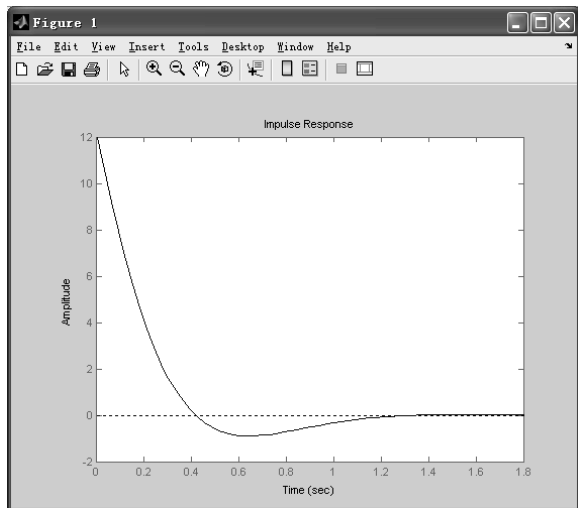 Figure 1
File Edit View Insert Tools Desktop Window Help
Impulse Response
12
10
8
6
4
2
0
-2
Amplitude
0 0.2 0.4 0.6 0.8 1 1.2 1.4 1.6 1.8
Time (sec)